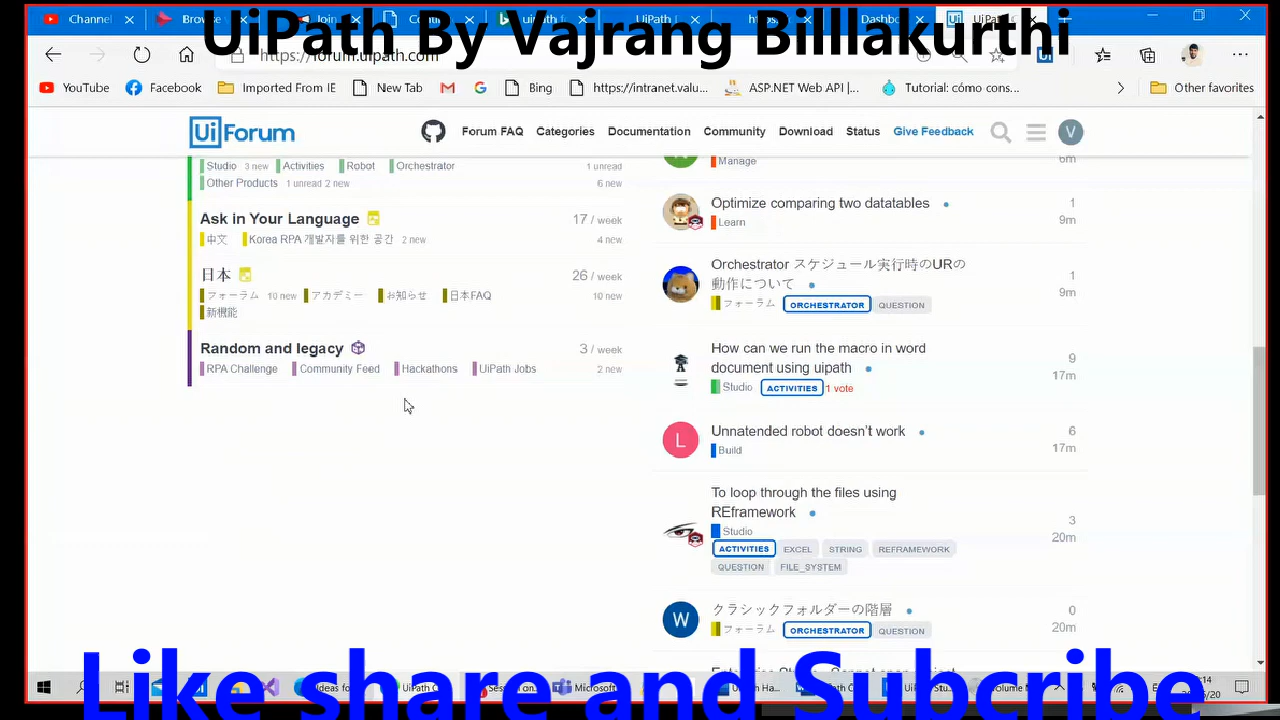 Channel
Browse
Join
UiPath By Vajrang Billlakurthi
https://forum.uipath.com
YouTube Facebook Imported From IE New Tab Bing https://intranet.valu... ASP.NET Web API |... Tutorial: cómo cons... Other favorites
UiForum Forum FAQ Categories Documentation Community Download Status Give Feedback V
Studio 3 new Activities Robot Orchestrator 1 unread
Other Products 1 unread 2 new 6 new
Ask in Your Language 17 / week
中文 Korea RPA 개발자를 위한 공간 2 new 4 new
日本 26 / week
フォーラム 10 new アカデミー お知らせ 日本FAQ 10 new
新機能
Random and legacy 3 / week
RPA Challenge Community Feed Hackathons UiPath Jobs 2 new
6m
Manage
Optimize comparing two datatables 1
Learn 9m
Orchestrator スケジュール実行時のURの 1
動作について 9m
フォーラム ORCHESTRATOR QUESTION
How can we run the macro in word 9
document using uipath 17m
Studio ACTIVITIES 1 vote
L Unnatended robot doesn't work 6
Build 17m
To loop through the files using
REframework 3
Studio 20m
ACTIVITIES EXCEL STRING REFRAMEWORK
QUESTION FILE_SYSTEM
W クラシックフォルダーの階層 0
フォーラム ORCHESTRATOR QUESTION 20m
Like share and Subcribe